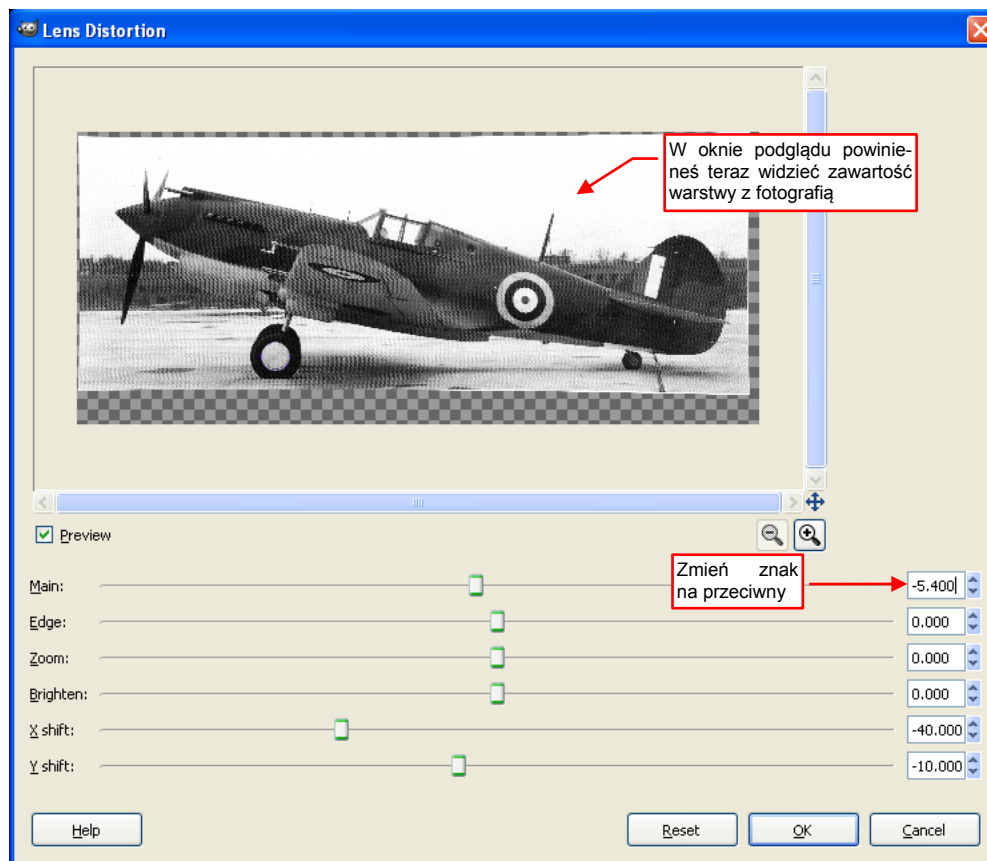 Lens Distortion
W oknie podglądu powinie-
neś teraz widzieć zawartość
warstwy z fotografią
Preview
Zmień znak
na przeciwny
Main: -5.400
Edge: 0.000
Zoom: 0.000
Brighten: 0.000
X shift: -40.000
Y shift: -10.000
Help Reset OK Cancel